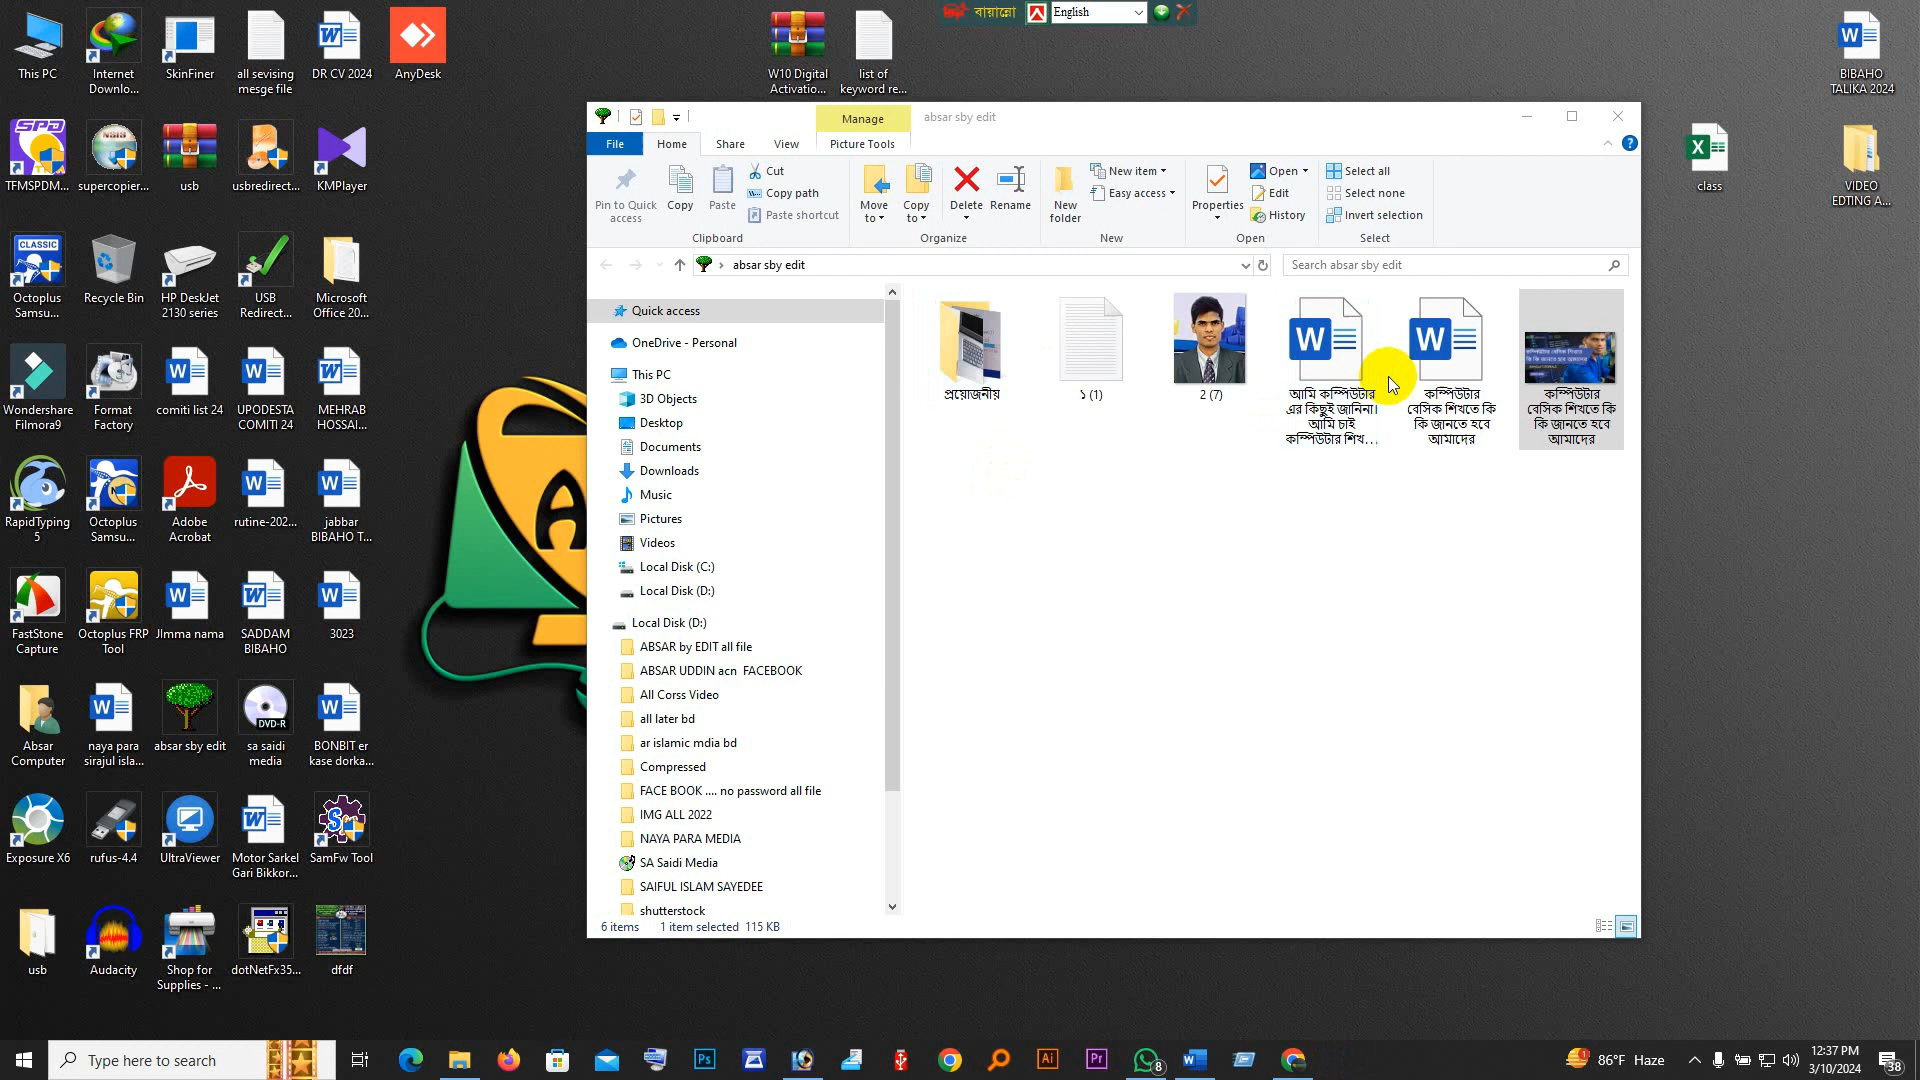 বায়ান্নো
English
This PC
Internet
Downlo...
SkinFiner
all sevising
mesge file
DR CV 2024
AnyDesk
W10 Digital
Activatio...
list of
keyword re...
BIBAHO
TALIKA 2024
TFMSPDM...
supercopier...
usb
usbredirect...
KMPlayer
class
VIDEO
EDTING A...
Octoplus
Samsu...
Recycle Bin
HP DeskJet
2130 series
USB
Redirect...
Microsoft
Office 20...
Wondershare
Filmora9
Format
Factory
comiti list 24
UPODESTA
COMITI 24
MEHRAB
HOSSAI...
RapidTyping
5
Octoplus
Samsu...
Adobe
Acrobat
rutine-202...
jabbar
BIBAHO T...
FastStone
Capture
Octoplus FRP
Tool
JImma nama
SADDAM
BIBAHO
3023
Absar
Computer
naya para
sirajul isla...
absar sby edit
sa saidi
media
BONBIT er
kase dorka...
Exposure X6
rufus-4.4
UltraViewer
Motor Sarkel
Gari Bikkor...
SamFw Tool
usb
Audacity
Shop for
Supplies - ...
dotNetFx35...
dfdf
Manage
absar sby edit
File
Home
Share
View
Picture Tools
Pin to Quick
access
Copy
Paste
Cut
Copy path
Paste shortcut
Clipboard
Move
to
Copy
to
Delete
Rename
Organize
New
folder
New item
Easy access
New
Properties
Open
Edit
History
Open
Select all
Select none
Invert selection
Select
absar sby edit
Search absar sby edit
Quick access
OneDrive - Personal
This PC
3D Objects
Desktop
Documents
Downloads
Music
Pictures
Videos
Local Disk (C:)
Local Disk (D:)
Local Disk (D:)
ABSAR by EDIT all file
ABSAR UDDIN acn FACEBOOK
All Corss Video
all later bd
ar islamic mdia bd
Compressed
FACE BOOK .... no password all file
IMG ALL 2022
NAYA PARA MEDIA
SA Saidi Media
SAIFUL ISLAM SAYEDEE
shutterstock
প্রয়োজনীয়
১ (1)
2 (7)
আমি কম্পিউটার
এর কিছুই জানিনা।
আমি চাই
কম্পিউটার শিখ...
কম্পিউটার
বেসিক শিখতে কি
কি জানতে হবে
আমাদের
কম্পিউটার
বেসিক শিখতে কি
কি জানতে হবে
আমাদের
6 items
1 item selected 115 KB
Type here to search
86°F Haze
12:37 PM
3/10/2024